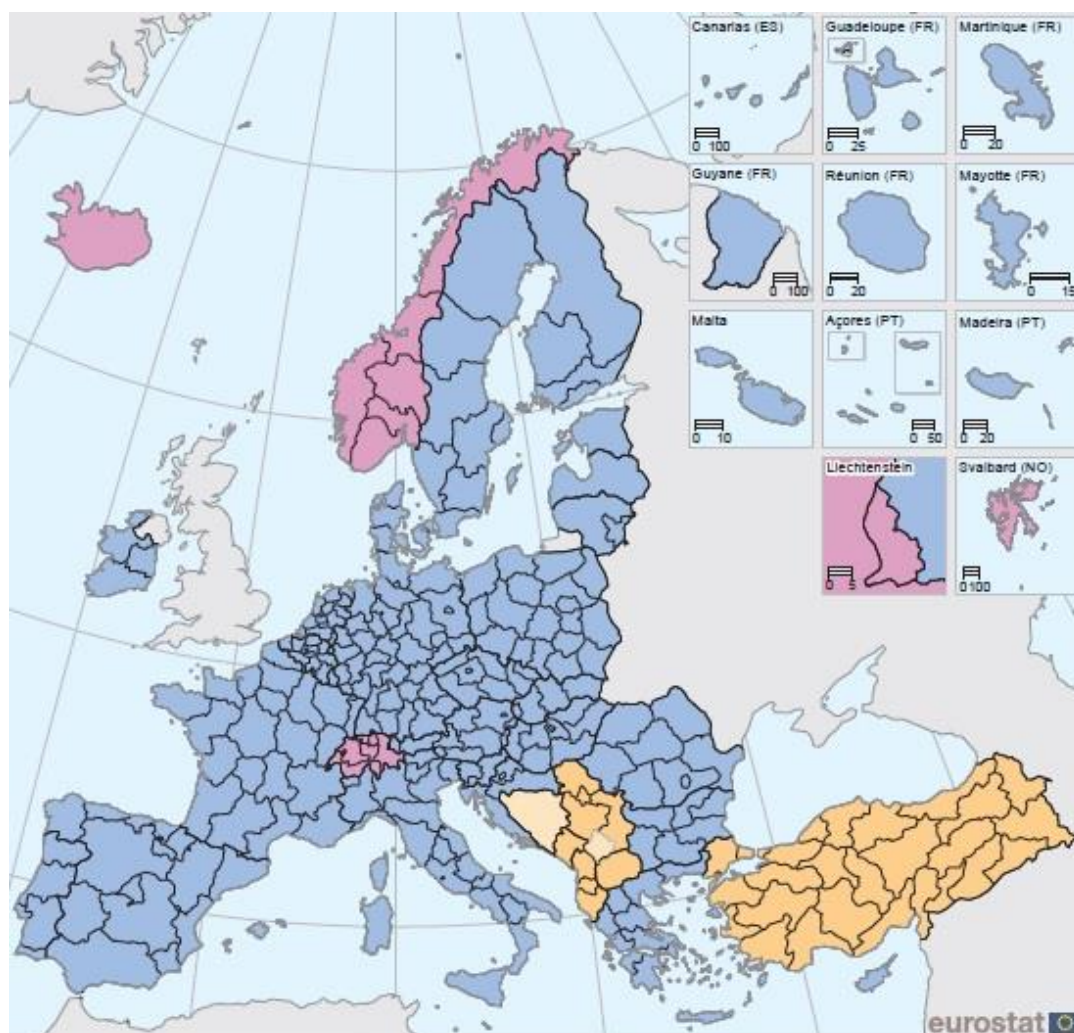 Canarias (ES)
0 100
Guadeloupe (FR)
0 25
Martinique (FR)
0 20
Guyane (FR)
0 100
Réunion (FR)
0 20
Mayotte (FR)
0 15
Malta
0 10
Açores (PT)
0 50
Madeira (PT)
0 20
Liechtenstein
0 5
Svalbard (NO)
0 100
eurostat